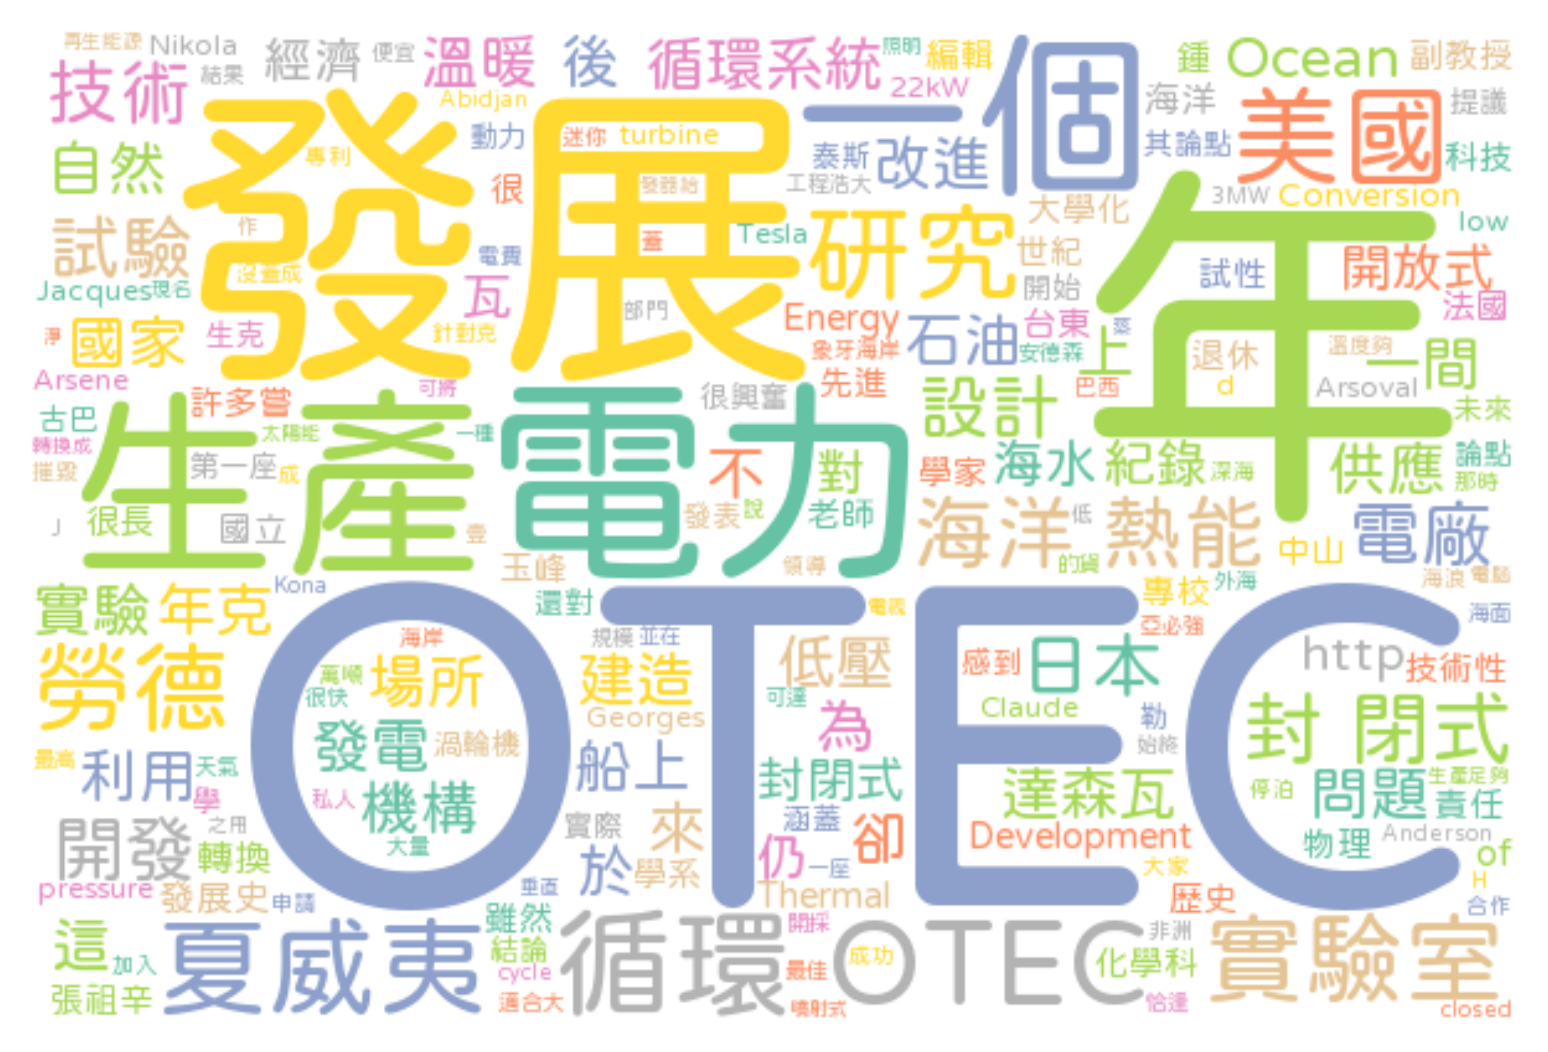 再生能源 Nikola 經濟 便宜 溫暖 後 循環系統 照明 編輯 鍾 Ocean 副教授
技術 結果 Abidjan 22kW 一個 海洋 美國 提議
發展 動力 迷你 turbine 泰斯 改進 其論點 科技
自然 專利 很 發器給 工程浩大 大學化 3MW Conversion low
試驗 作 電費 蓋 Tesla 研究 世紀 年 試性 開放式
Jacques 現名 沒蓋成 瓦 部門 開始 法國
淨 國家 生克 針對克 Energy 石油 台東 上 退休 溫度夠 一間
象牙海岸 安德森
Arsene 可將 很興奮 先進 巴西 d Arsoval
古巴 許多嘗 生產 電力 設計 未來
轉換成 太陽能 一種 不 對 學家 海水 紀錄 深海 供應 論點
摧毀 第一座 成 那時
J 很長 國立 壹 發表 說 老師 海洋 低 熱能 電廠
玉峰 領導 的貨 中山 海浪 電腦
實驗 年克 Kona OTEC 還對 電視 專校 外海 海面
海岸 規模 並在 亞必強
勞德 萬順 場所 建造 低壓 感到 日本 http 技術性
很快 Georges 可達 為 Claude 勒 封 閉式
最高 利用 天氣 發電 渦輪機 船上 始終
學 私人 機構 封閉式 達森瓦 停泊 問題 生產足夠 責任
開發 之用 大量 實際 來 涵蓋 卻 Development 物理 Anderson
轉換 於 學系 仍 一座 大家 of
pressure 發展史 申請 垂直 Thermal 歷史 H 合作
這 加入 夏威夷 雖然 循環 開採 OTEC 非洲 實驗室
結論 成功 化學科
張祖辛 cycle 最佳
適合大 噴射式 恰逢 closed